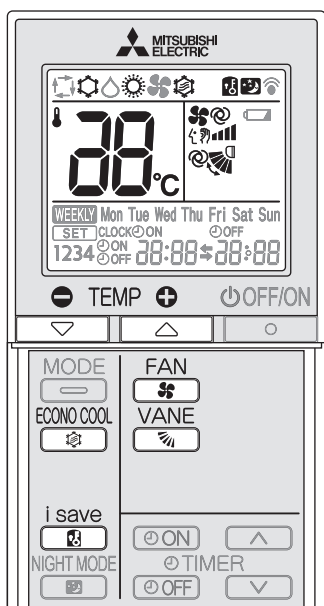 MITSUBISHI
ELECTRIC
88°C
WEEKLY Mon Tue Wed Thu Fri Sat Sun
SET CLOCK ON OFF
1234 ON OFF 88:88 88:88
TEMP OFF/ON
MODE FAN
ECONO COOL VANE
i save
ON
NIGHT MODE TIMER
OFF